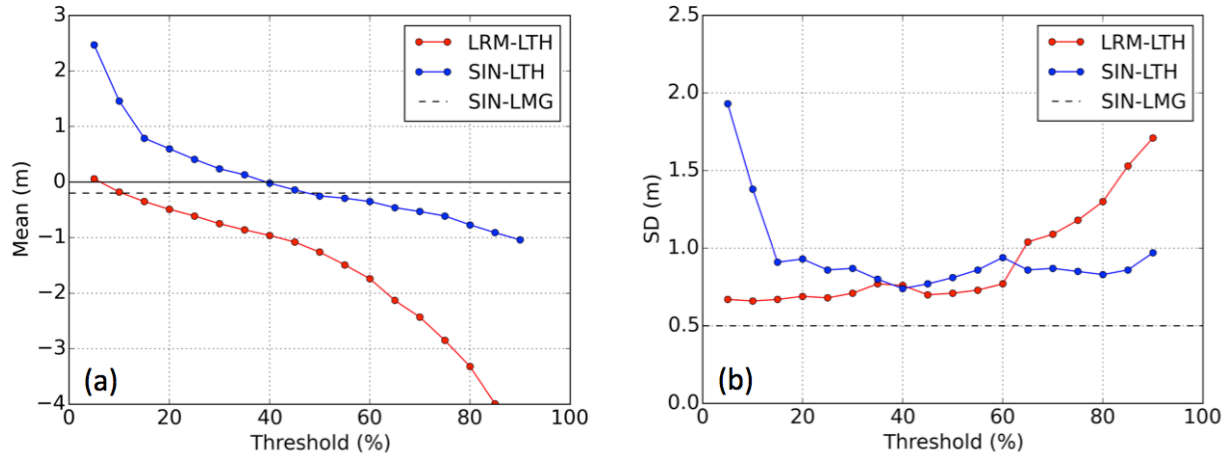 3
2
1
0
−1
−2
−3
−4
Mean (m)
0
20
40
60
80
100
Threshold (%)
LRM-LTH
SIN-LTH
SIN-LMG
(a)
2.5
2.0
1.5
1.0
0.5
0.0
SD (m)
0
20
40
60
80
100
Threshold (%)
LRM-LTH
SIN-LTH
SIN-LMG
(b)